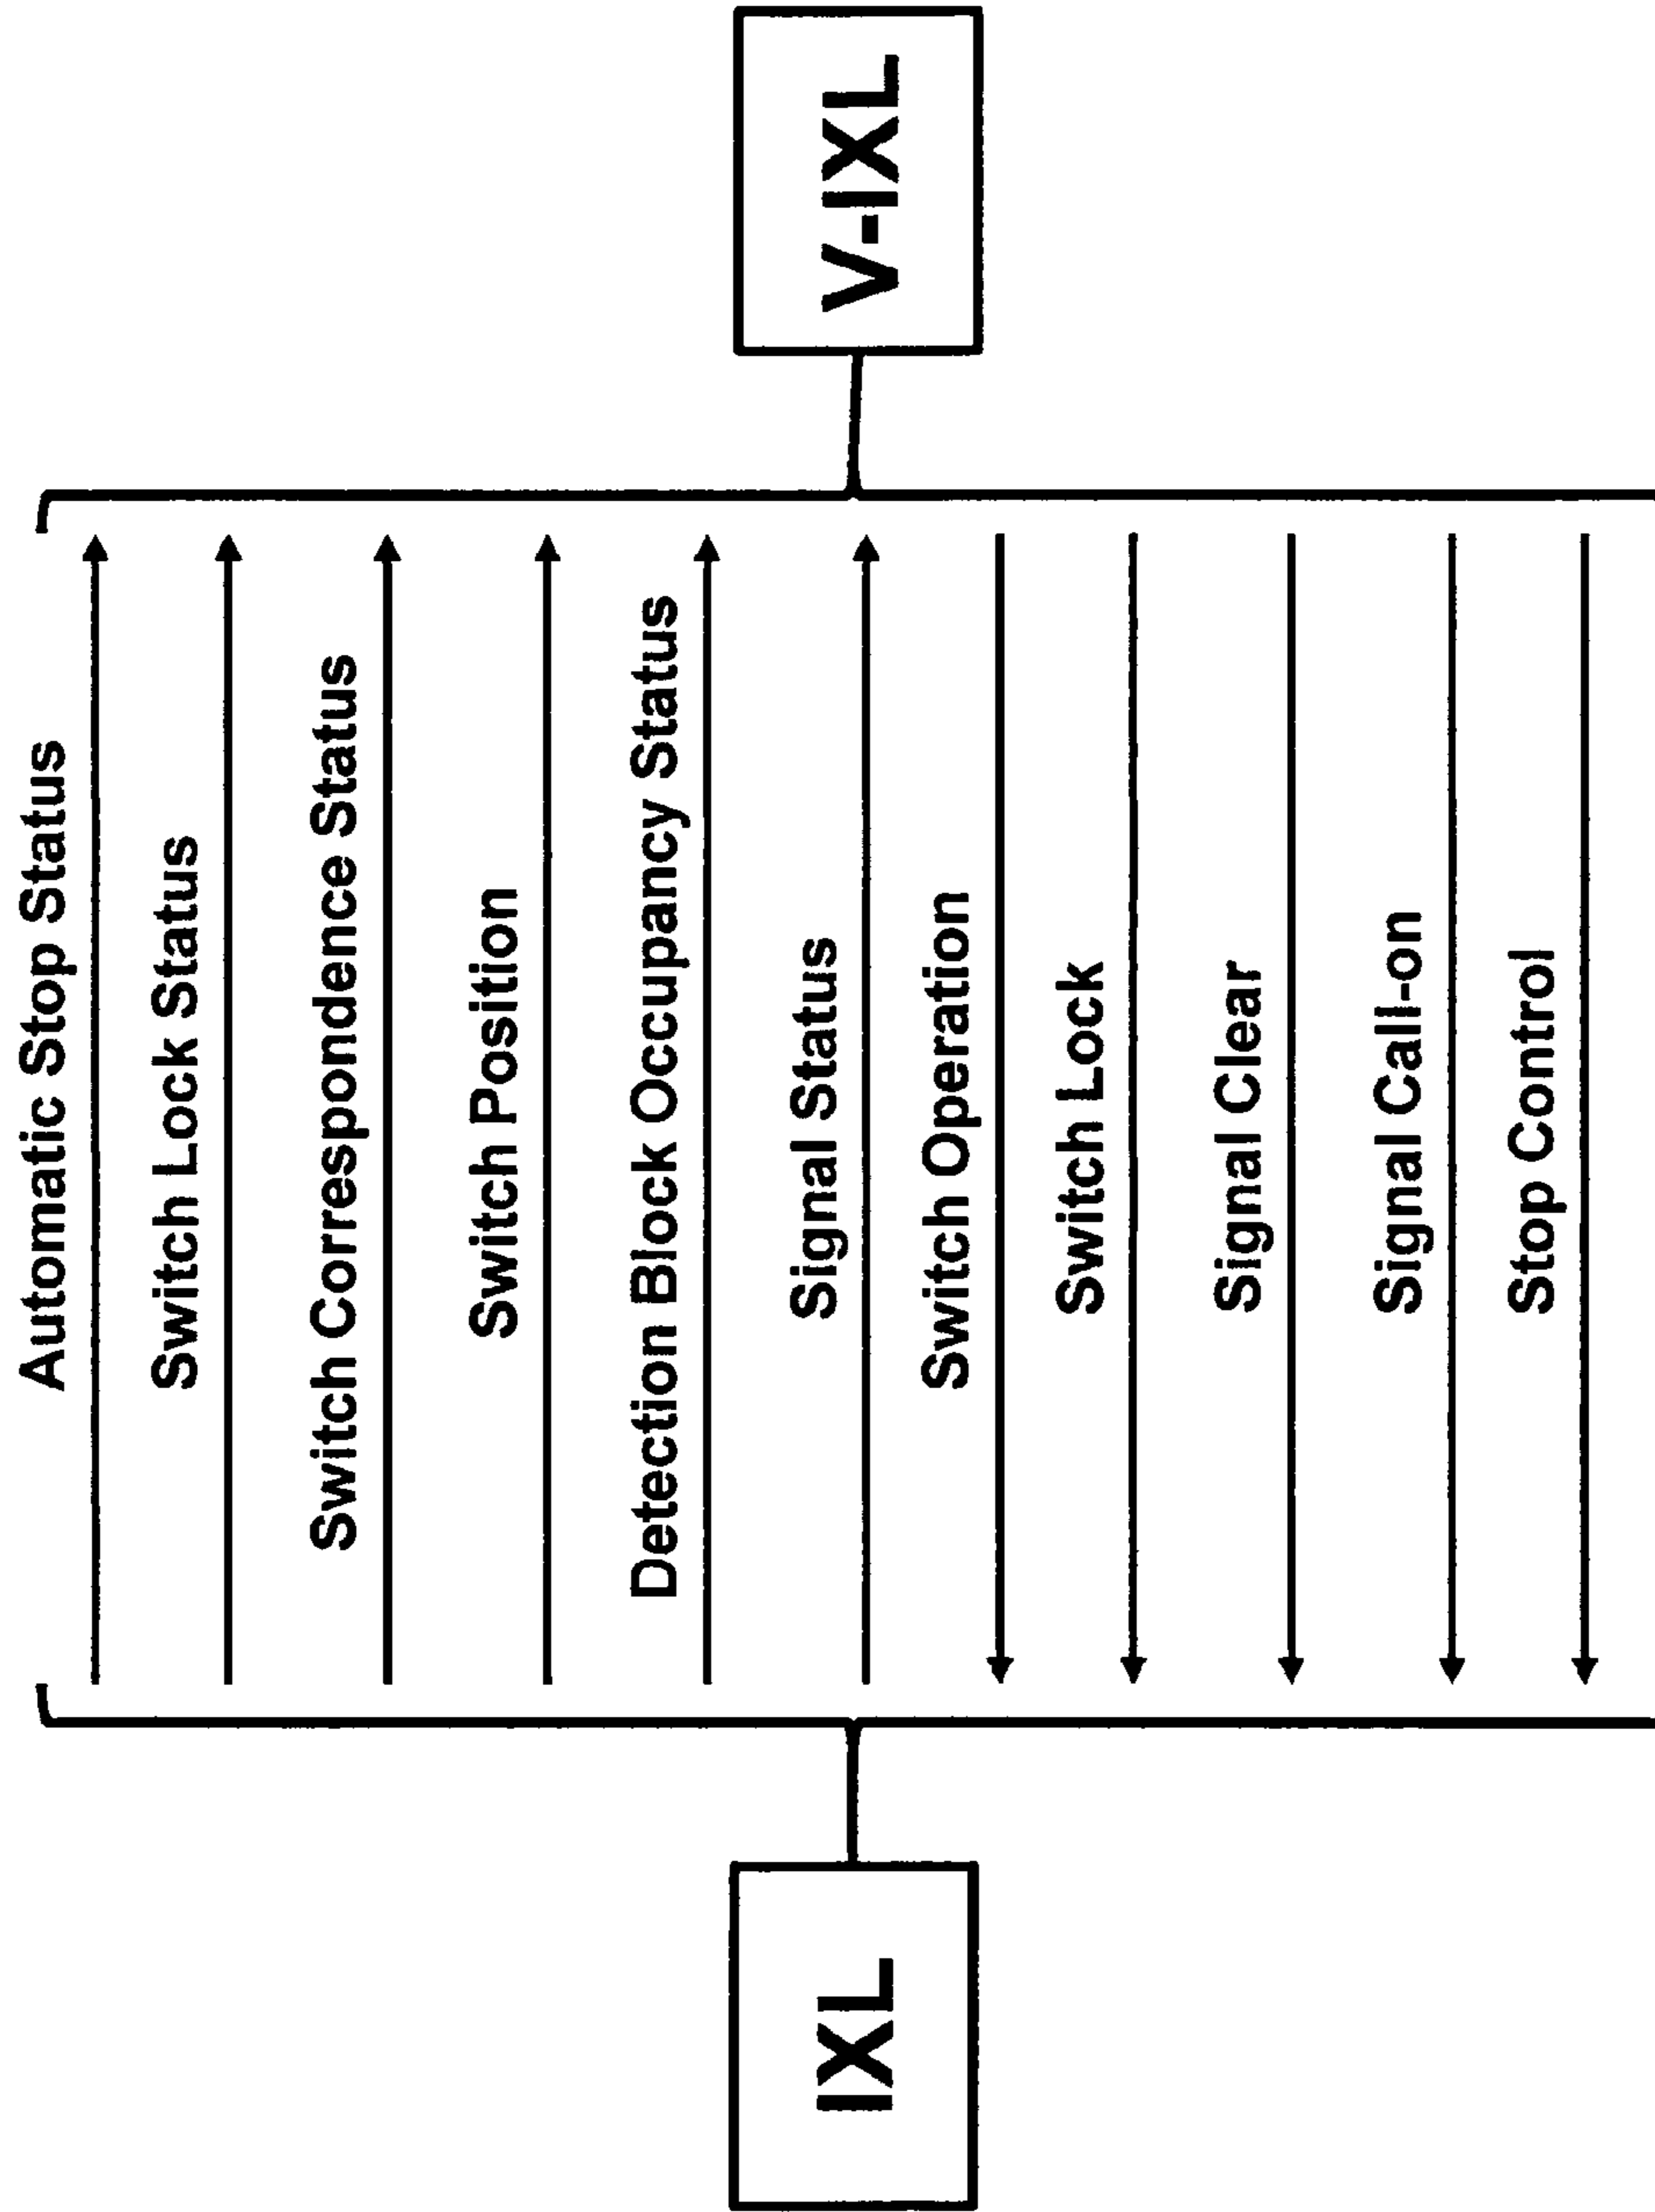 Automatic Stop Status
Switch Lock Status
Switch Correspondence Status
Switch Position
Detection Block Occupancy Status
Signal Status
IXL
V-IXL
Switch Operation
Switch Lock
Signal Clear
Signal Call-on
Stop Control